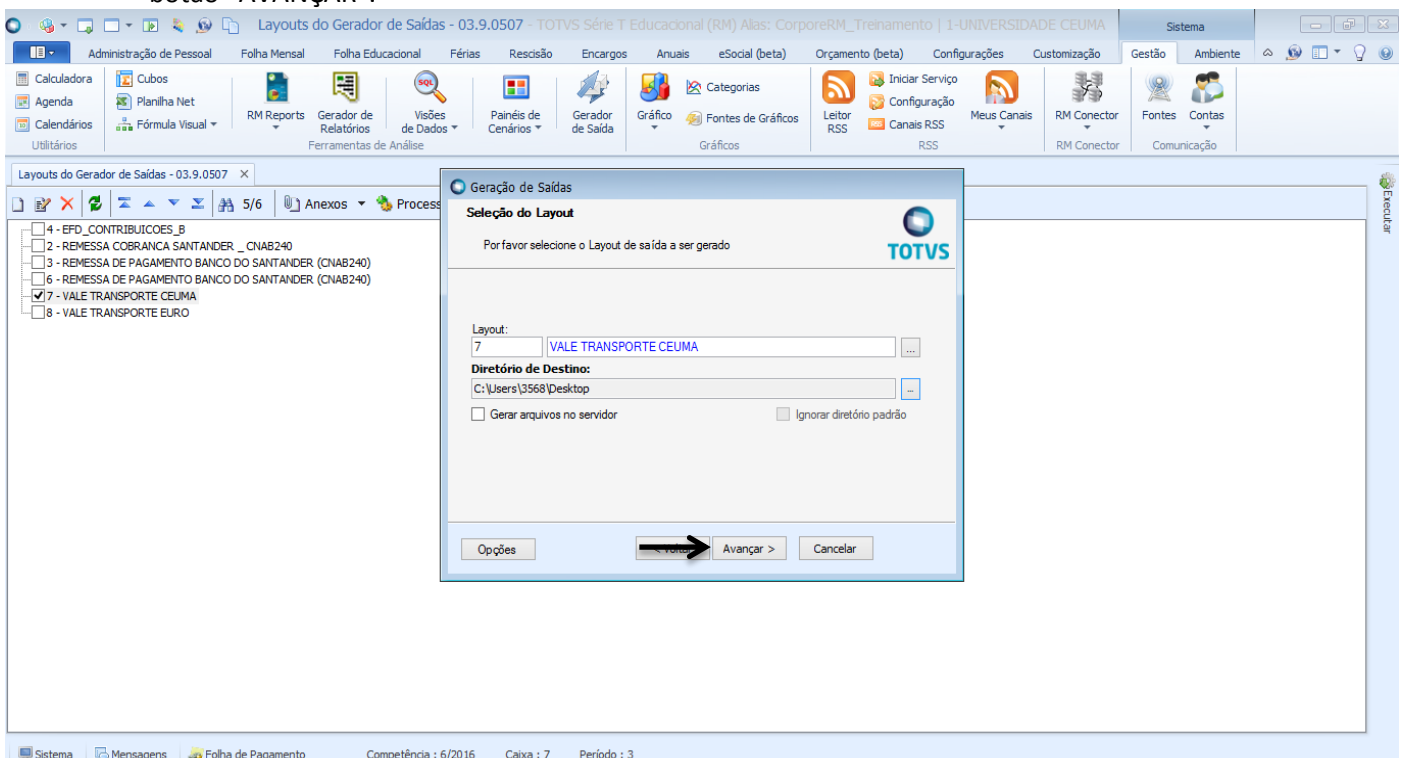 botão "AVANÇAR".
Layouts do Gerador de Saídas - 03.9.0507 - TOTVS Série T Educacional (RM) Alias: CorporeRM_Treinamento | 1-UNIVERSIDADE CEUMA
Sistema
Administração de Pessoal Folha Mensal Folha Educacional Férias Rescisão Encargos Anuais eSocial (beta) Orçamento (beta) Configurações Customização Gestão Ambiente
Calculadora
Agenda
Calendários
Cubos
Planilha Net
Fórmula Visual
Utilitários
RM Reports
Gerador de
Relatórios
Visões
de Dados
Painéis de
Cenários
Gerador
de Saída
Ferramentas de Análise
Gráfico
Categorias
Fontes de Gráficos
Gráficos
Leitor
RSS
Iniciar Serviço
Configuração
Canais RSS
Meus Canais
RSS
RM Conector
RM Conector
Fontes
Contas
Comunicação
Layouts do Gerador de Saídas - 03.9.0507
5/6 Anexos Process
Executar
4 - EFD_CONTRIBUICOES_B
2 - REMESSA COBRANCA SANTANDER _ CNAB240
3 - REMESSA DE PAGAMENTO BANCO DO SANTANDER (CNAB240)
6 - REMESSA DE PAGAMENTO BANCO DO SANTANDER (CNAB240)
7 - VALE TRANSPORTE CEUMA
8 - VALE TRANSPORTE EURO
Geração de Saídas
Seleção do Layout
Por favor selecione o Layout de saída a ser gerado
TOTVS
Layout:
7 VALE TRANSPORTE CEUMA ...
Diretório de Destino:
C:\Users\3568\Desktop ...
Gerar arquivos no servidor Ignorar diretório padrão
Opções Avançar > Cancelar
Sistema Mensagens Folha de Pagamento Competência : 6/2016 Caixa : 7 Período : 3